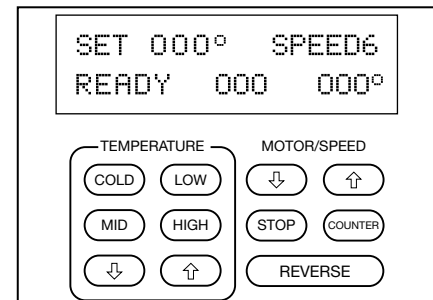 SET 000° SPEED6
READY 000 000°
TEMPERATURE MOTOR/SPEED
COLD LOW ⇩ ⇧
MID HIGH STOP COUNTER
⇩ ⇧ REVERSE